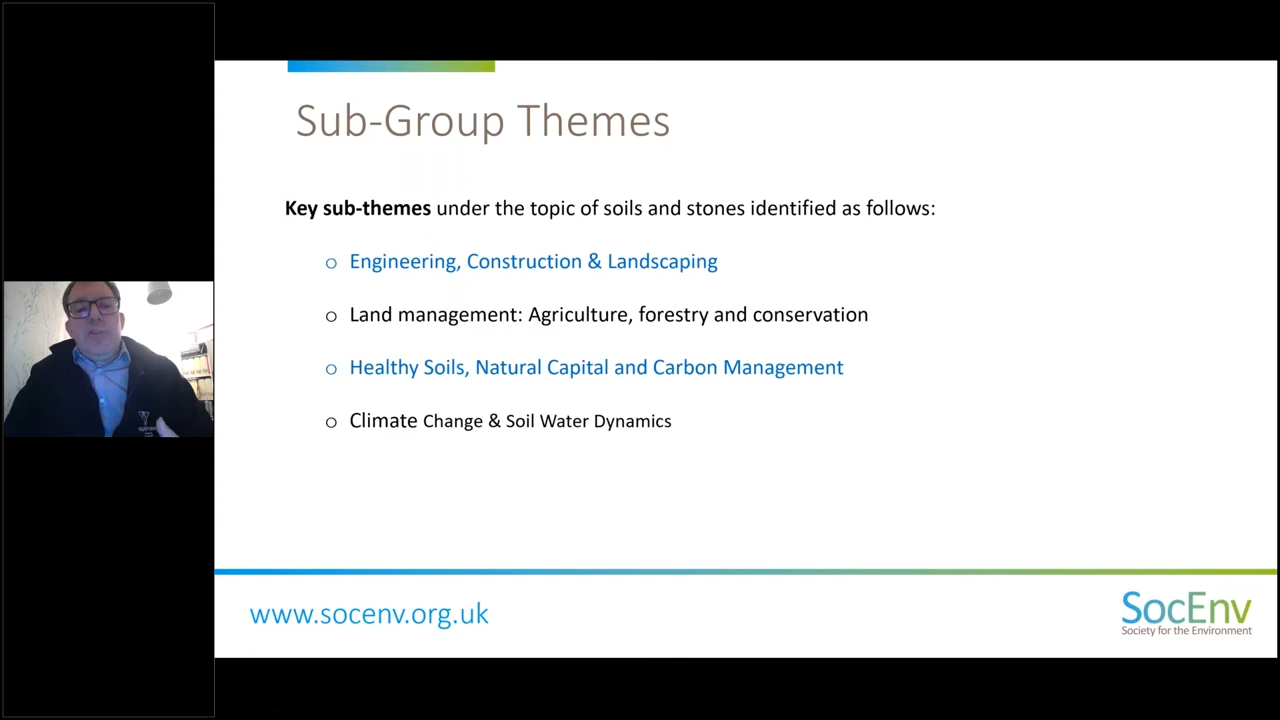 Sub-Group Themes
Key sub-themes under the topic of soils and stones identified as follows:
o Engineering, Construction & Landscaping
o Land management: Agriculture, forestry and conservation
o Healthy Soils, Natural Capital and Carbon Management
o Climate Change & Soil Water Dynamics
www.socenv.org.uk
SocEnv
Society for the Environment